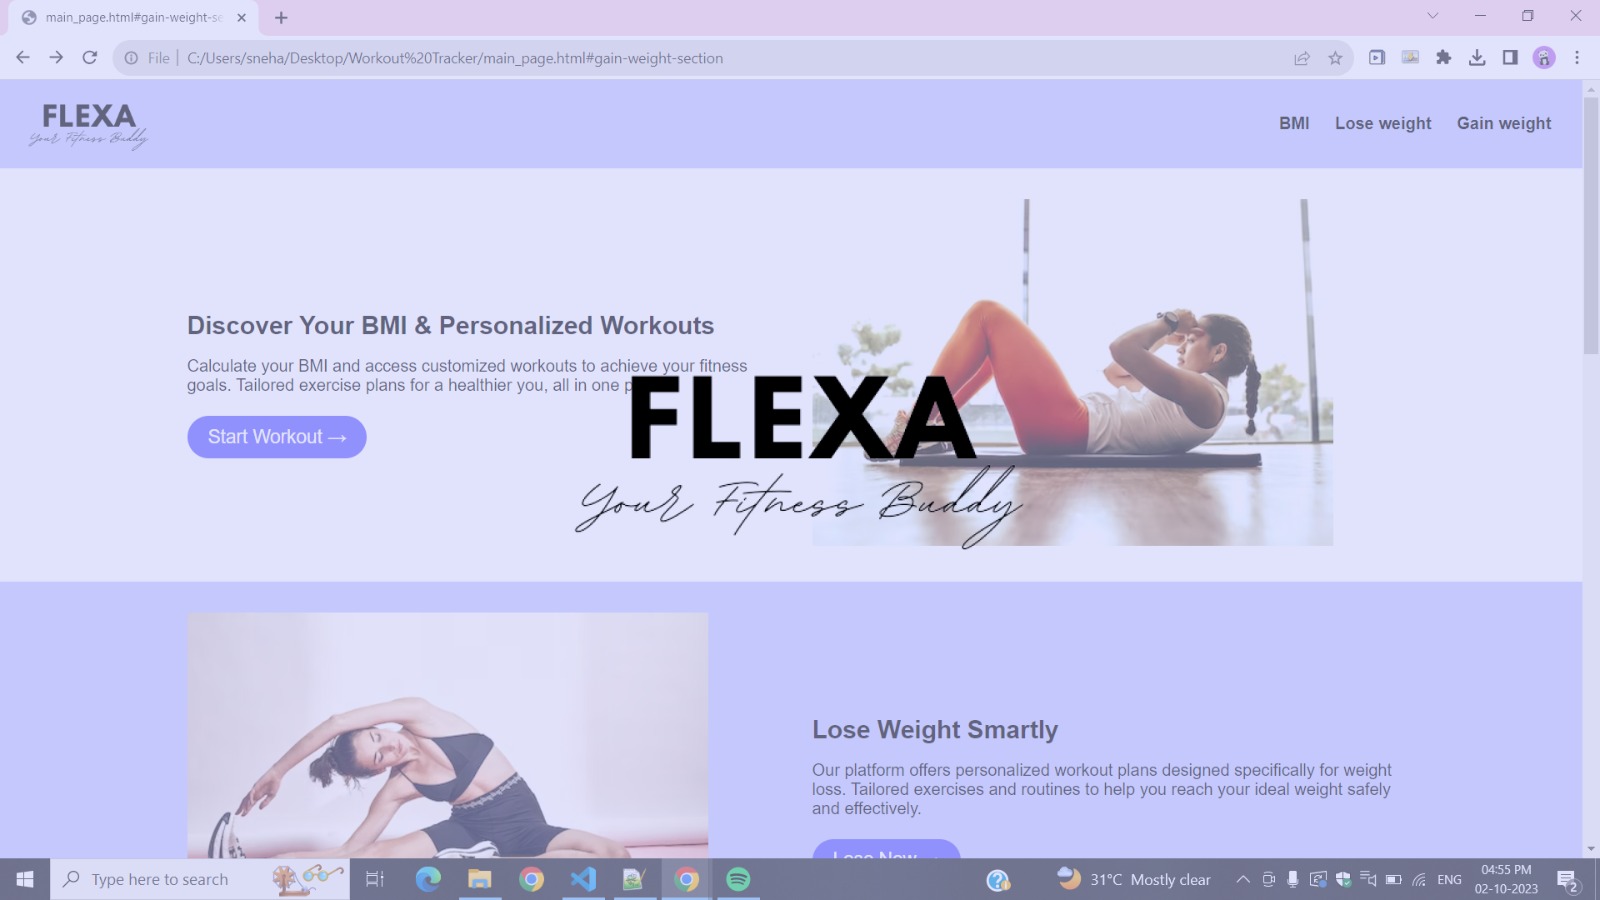 main_page.html#gain-weight-se
File
C:/Users/sneha/Desktop/Workout%20Tracker/main_page.html#gain-weight-section
FLEXA
Your Fitness Buddy
BMI
Lose weight
Gain weight
Discover Your BMI & Personalized Workouts
Calculate your BMI and access customized workouts to achieve your fitness
goals. Tailored exercise plans for a healthier you, all in one
Start Workout →
FLEXA
Your Fitness Buddy
Lose Weight Smartly
Our platform offers personalized workout plans designed specifically for weight
loss. Tailored exercises and routines to help you reach your ideal weight safely
and effectively.
Lose Now →
Type here to search
31°C Mostly clear
ENG
04:55 PM
02-10-2023
2